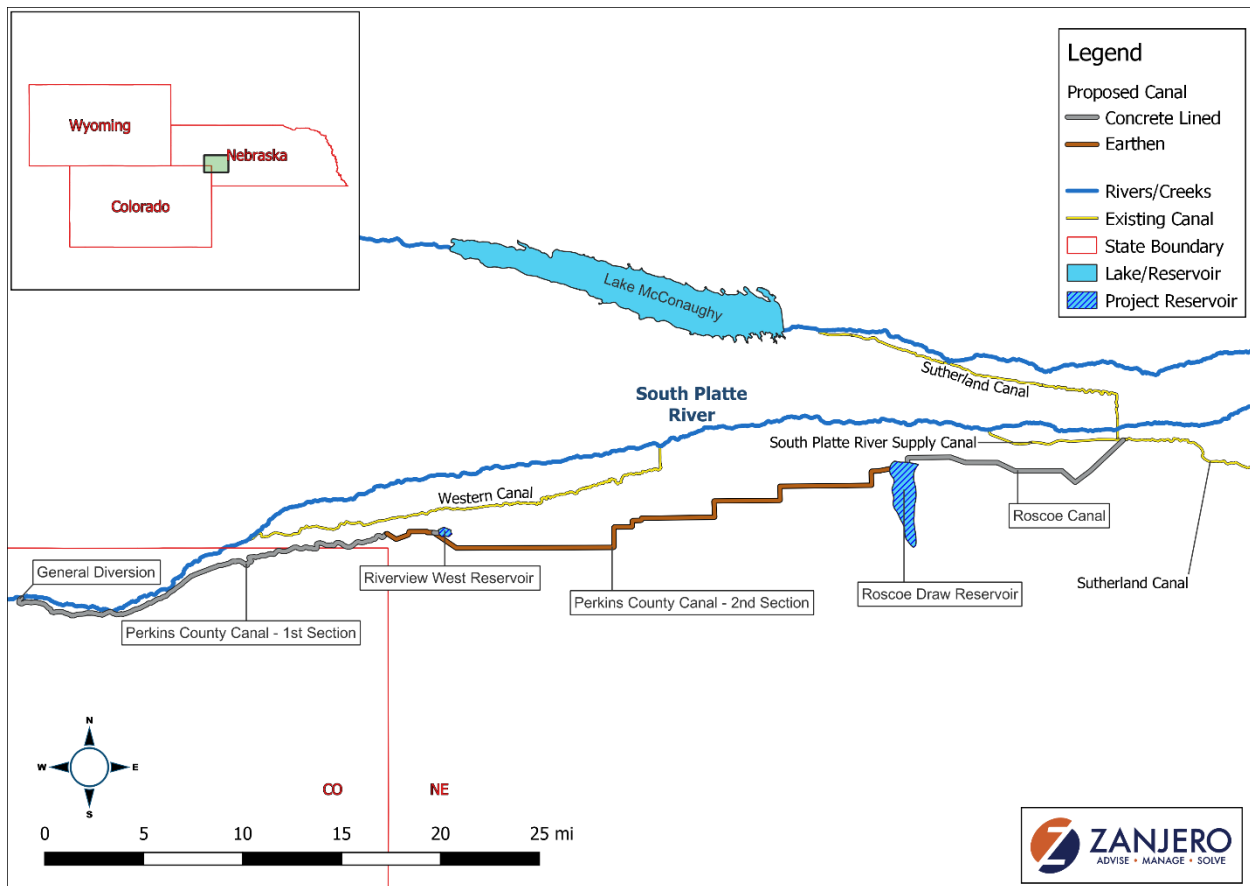 Wyoming
Nebraska
Colorado
Legend
Proposed Canal
Concrete Lined
Earthen
Rivers/Creeks
Existing Canal
State Boundary
Lake/Reservoir
Project Reservoir
Lake McConaughy
Sutherland Canal
South Platte
River
South Platte River Supply Canal
Western Canal
Roscoe Canal
General Diversion
Riverview West Reservoir
Sutherland Canal
Roscoe Draw Reservoir
Perkins County Canal - 2nd Section
Perkins County Canal - 1st Section
N
W
E
S
CO
NE
0 5 10 15 20 25 mi
ZANJERO
ADVISE • MANAGE • SOLVE